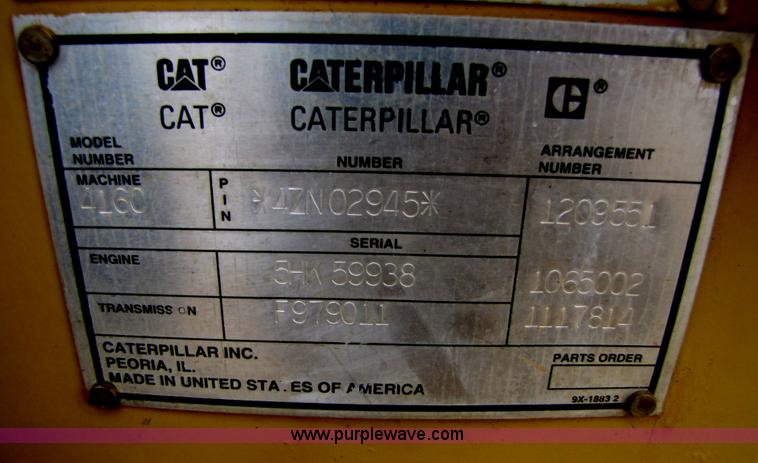 CAT® CATERPILLAR® C®
CAT® CATERPILLAR®
MODEL NUMBER NUMBER ARRANGEMENT NUMBER
MACHINE 416C PIN *4ZN02945* 1209551
SERIAL
ENGINE 5HK59938 1065002
TRANSMISS ON F979011 1117814
CATERPILLAR INC.
PEORIA, IL.
MADE IN UNITED STA ES OF AMERICA
PARTS ORDER
9X-1883 2
www.purplewave.com